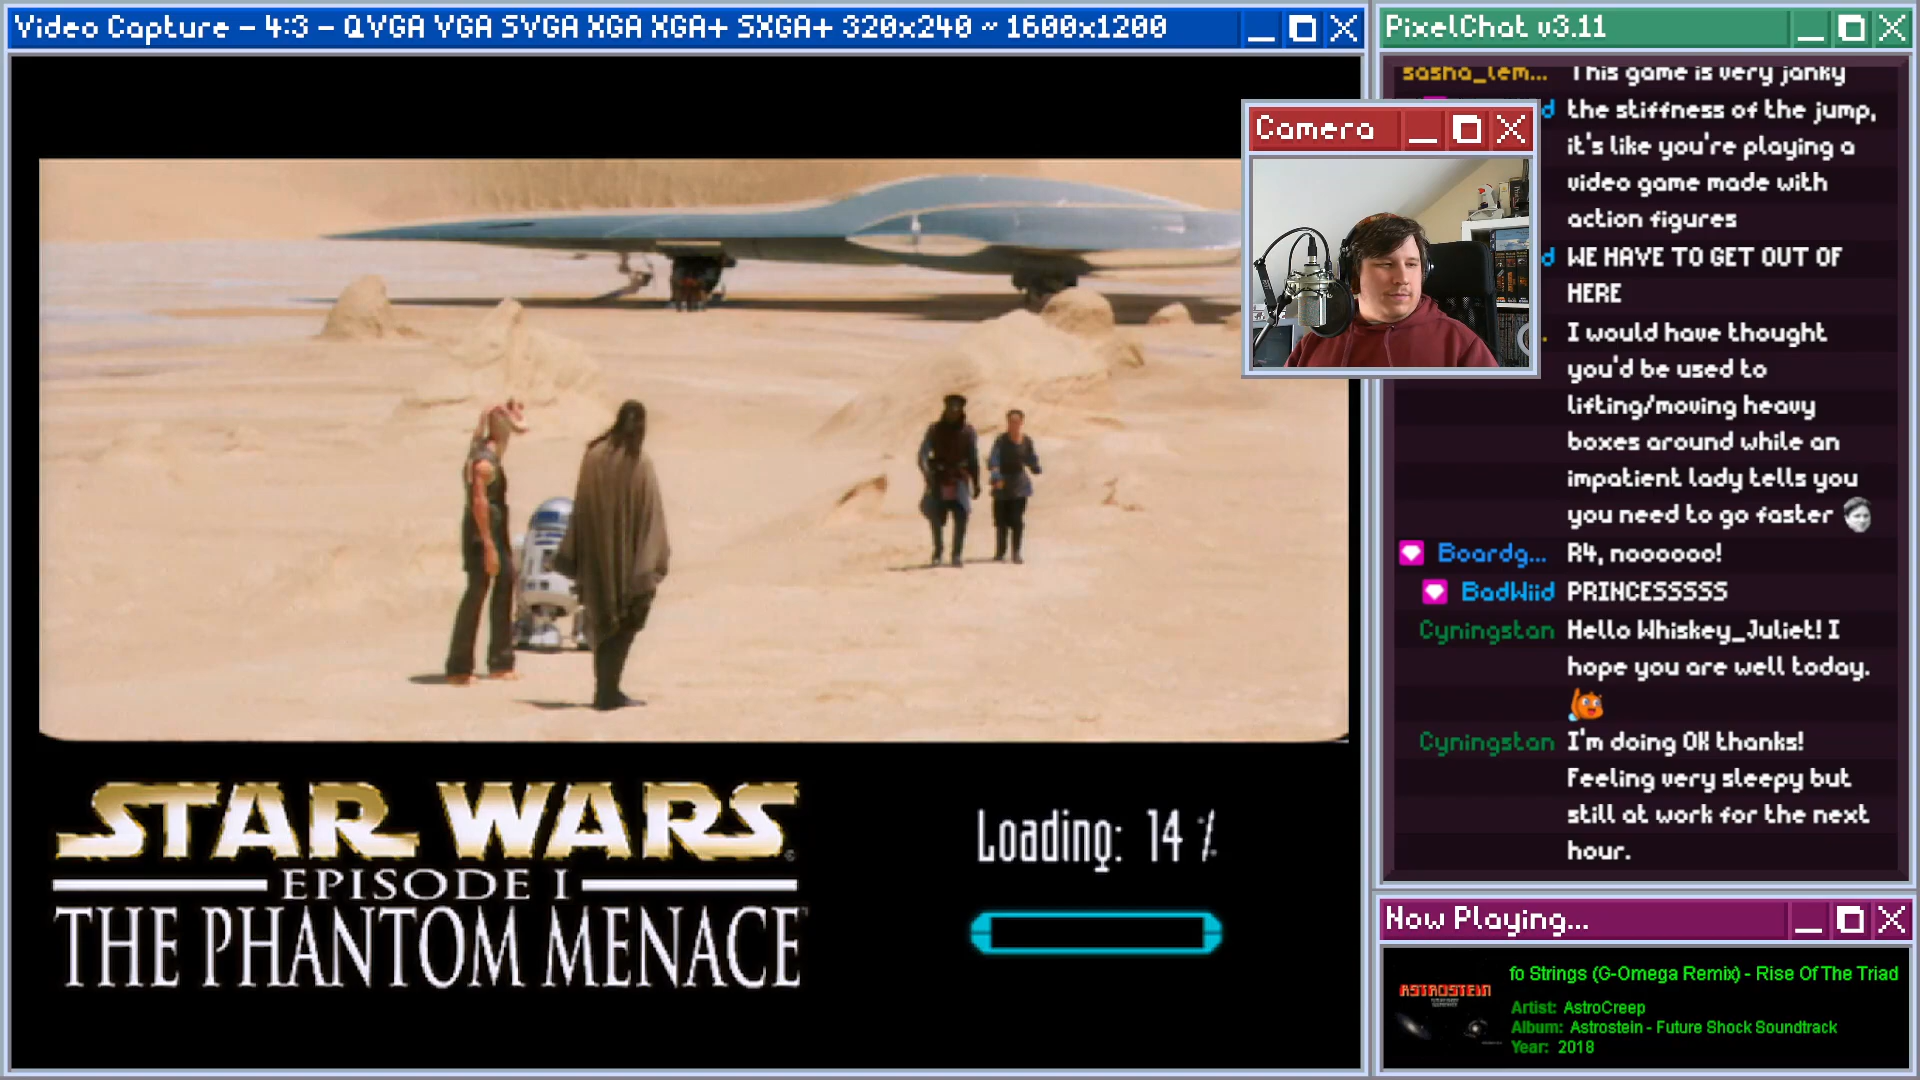 Video Capture - 4:3 - QVGA VGA SVGA XGA XGA+ SXGA+ 320x240 ~ 1600x1200
PixelChat v3.11
Camera
sasha_lem... This game is very janky
d the stiffness of the jump,
it's like you're playing a
video game made with
action figures
d WE HAVE TO GET OUT OF
HERE
I would have thought
you'd be used to
lifting/moving heavy
boxes around while an
impatient lady tells you
you need to go faster
Boardg... R4, noooooo!
BadWiid PRINCESSSSS
Cyningstan Hello Whiskey_Juliet! I
hope you are well today.
Cyningstan I'm doing OK thanks!
Feeling very sleepy but
still at work for the next
hour.
STAR WARS
EPISODE I
THE PHANTOM MENACE
Loading: 14 %
Now Playing...
fo Strings (G-Omega Remix) - Rise Of The Triad
ASTROSTEIN
Artist: AstroCreep
Album: Astrostein - Future Shock Soundtrack
Year: 2018